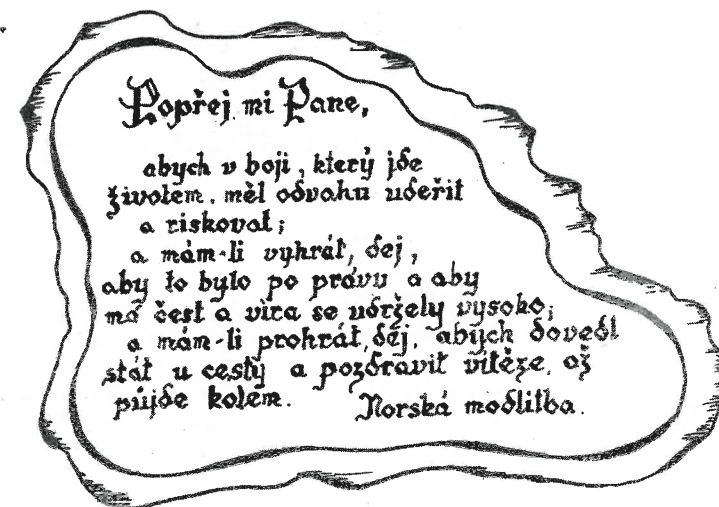 Popřej mi Pane,
abych v boji, který jde
životem, měl odvahu udeřit
a riskovat;
a mám-li vyhrát, dej,
aby to bylo po právu a aby
má čest a víra se udržely vysoko;
a mám-li prohrát, dej, abych dovedl
stát u cesty a pozdravit vítěze, až
půjde kolem.
Norská modlitba.